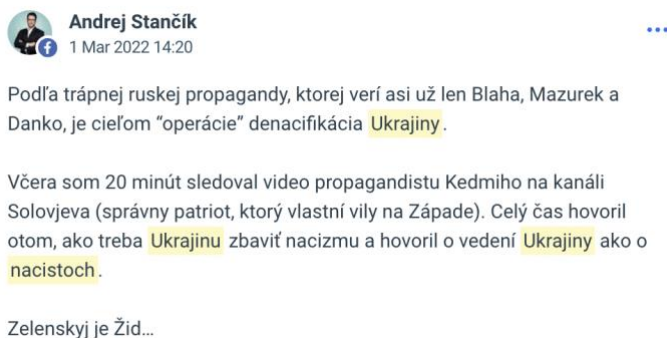 Andrej Stančík
1 Mar 2022 14:20
Podľa trápnej ruskej propagandy, ktorej verí asi už len Blaha, Mazurek a
Danko, je cieľom “operácie” denacifikácia Ukrajiny.
Včera som 20 minút sledoval video propagandistu Kedmiho na kanáli
Solovjeva (správny patriot, ktorý vlastní vily na Západe). Celý čas hovoril
otom, ako treba Ukrajinu zbaviť nacizmu a hovoril o vedení Ukrajiny ako o
nacistoch.
Zelenskyj je Žid…